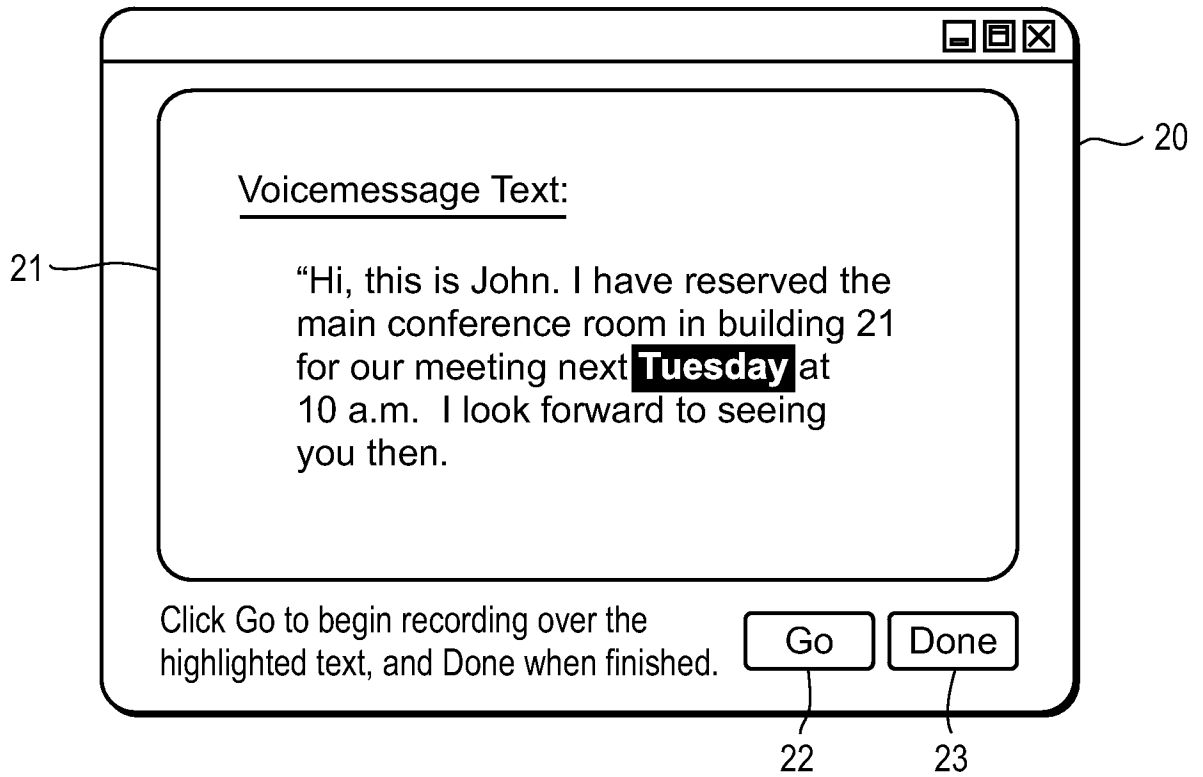 20
Voicemessage Text:
21
“Hi, this is John. I have reserved the
main conference room in building 21
for our meeting next Tuesday at
10 a.m.  I look forward to seeing
you then.
Click Go to begin recording over the
highlighted text, and Done when finished.
Go
Done
22
23